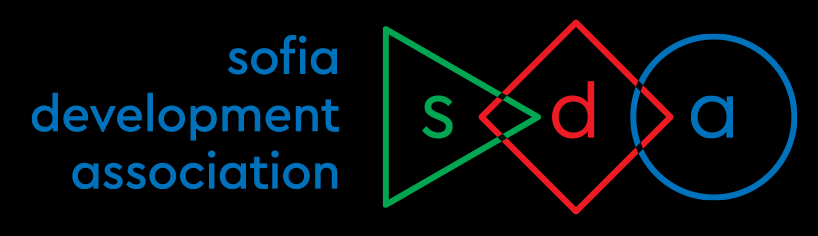 sofia
development
association
s d a